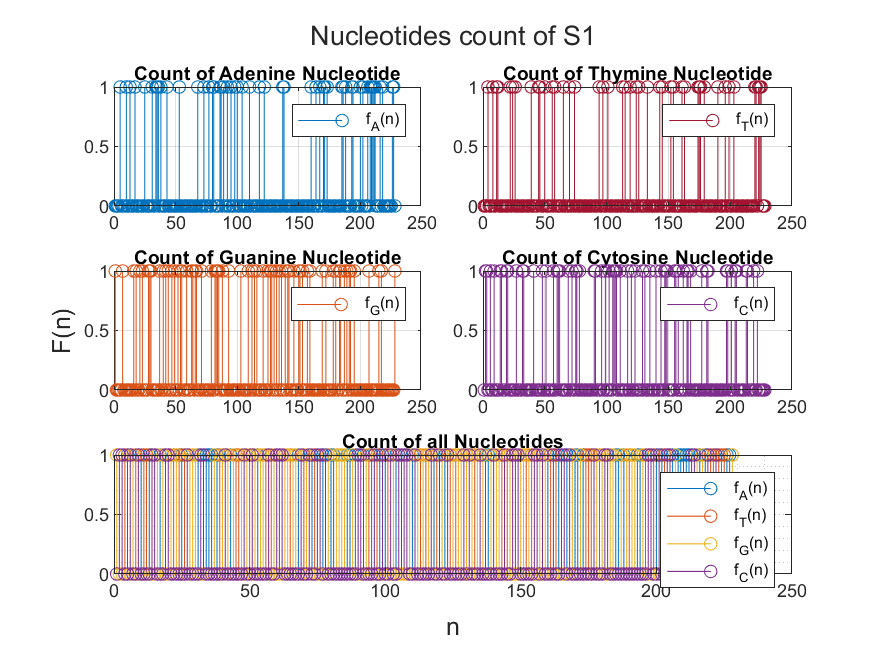 Nucleotides count of S1
Count of Adenine Nucleotide
1
0.5
0
0 50 100 150 200 250
f_A(n)
Count of Thymine Nucleotide
1
0.5
0
0 50 100 150 200 250
f_T(n)
Count of Guanine Nucleotide
1
0.5
0
0 50 100 150 200 250
f_G(n)
Count of Cytosine Nucleotide
1
0.5
0
0 50 100 150 200 250
f_C(n)
F(n)
Count of all Nucleotides
1
0.5
0
0 50 100 150 200 250
f_A(n)
f_T(n)
f_G(n)
f_C(n)
n